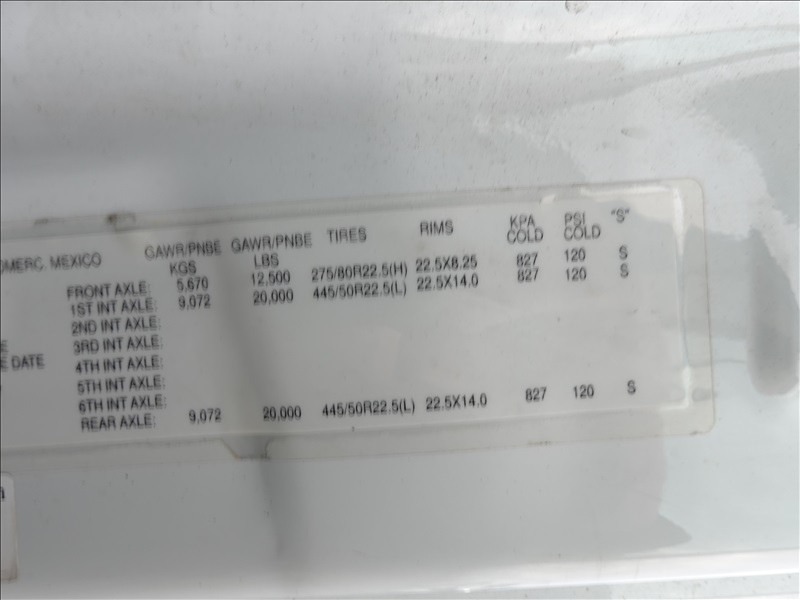 OMERC. MEXICO GAWR/PNBE KGS GAWR/PNBE LBS TIRES RIMS KPA COLD PSI COLD "S"
FRONT AXLE: 5,670 12,500 275/80R22.5(H) 22.5X8.25 827 120 S
1ST INT AXLE: 9,072 20,000 445/50R22.5(L) 22.5X14.0 827 120 S
2ND INT AXLE:
E 3RD INT AXLE:
E DATE 4TH INT AXLE:
5TH INT AXLE:
6TH INT AXLE:
REAR AXLE: 9,072 20,000 445/50R22.5(L) 22.5X14.0 827 120 S